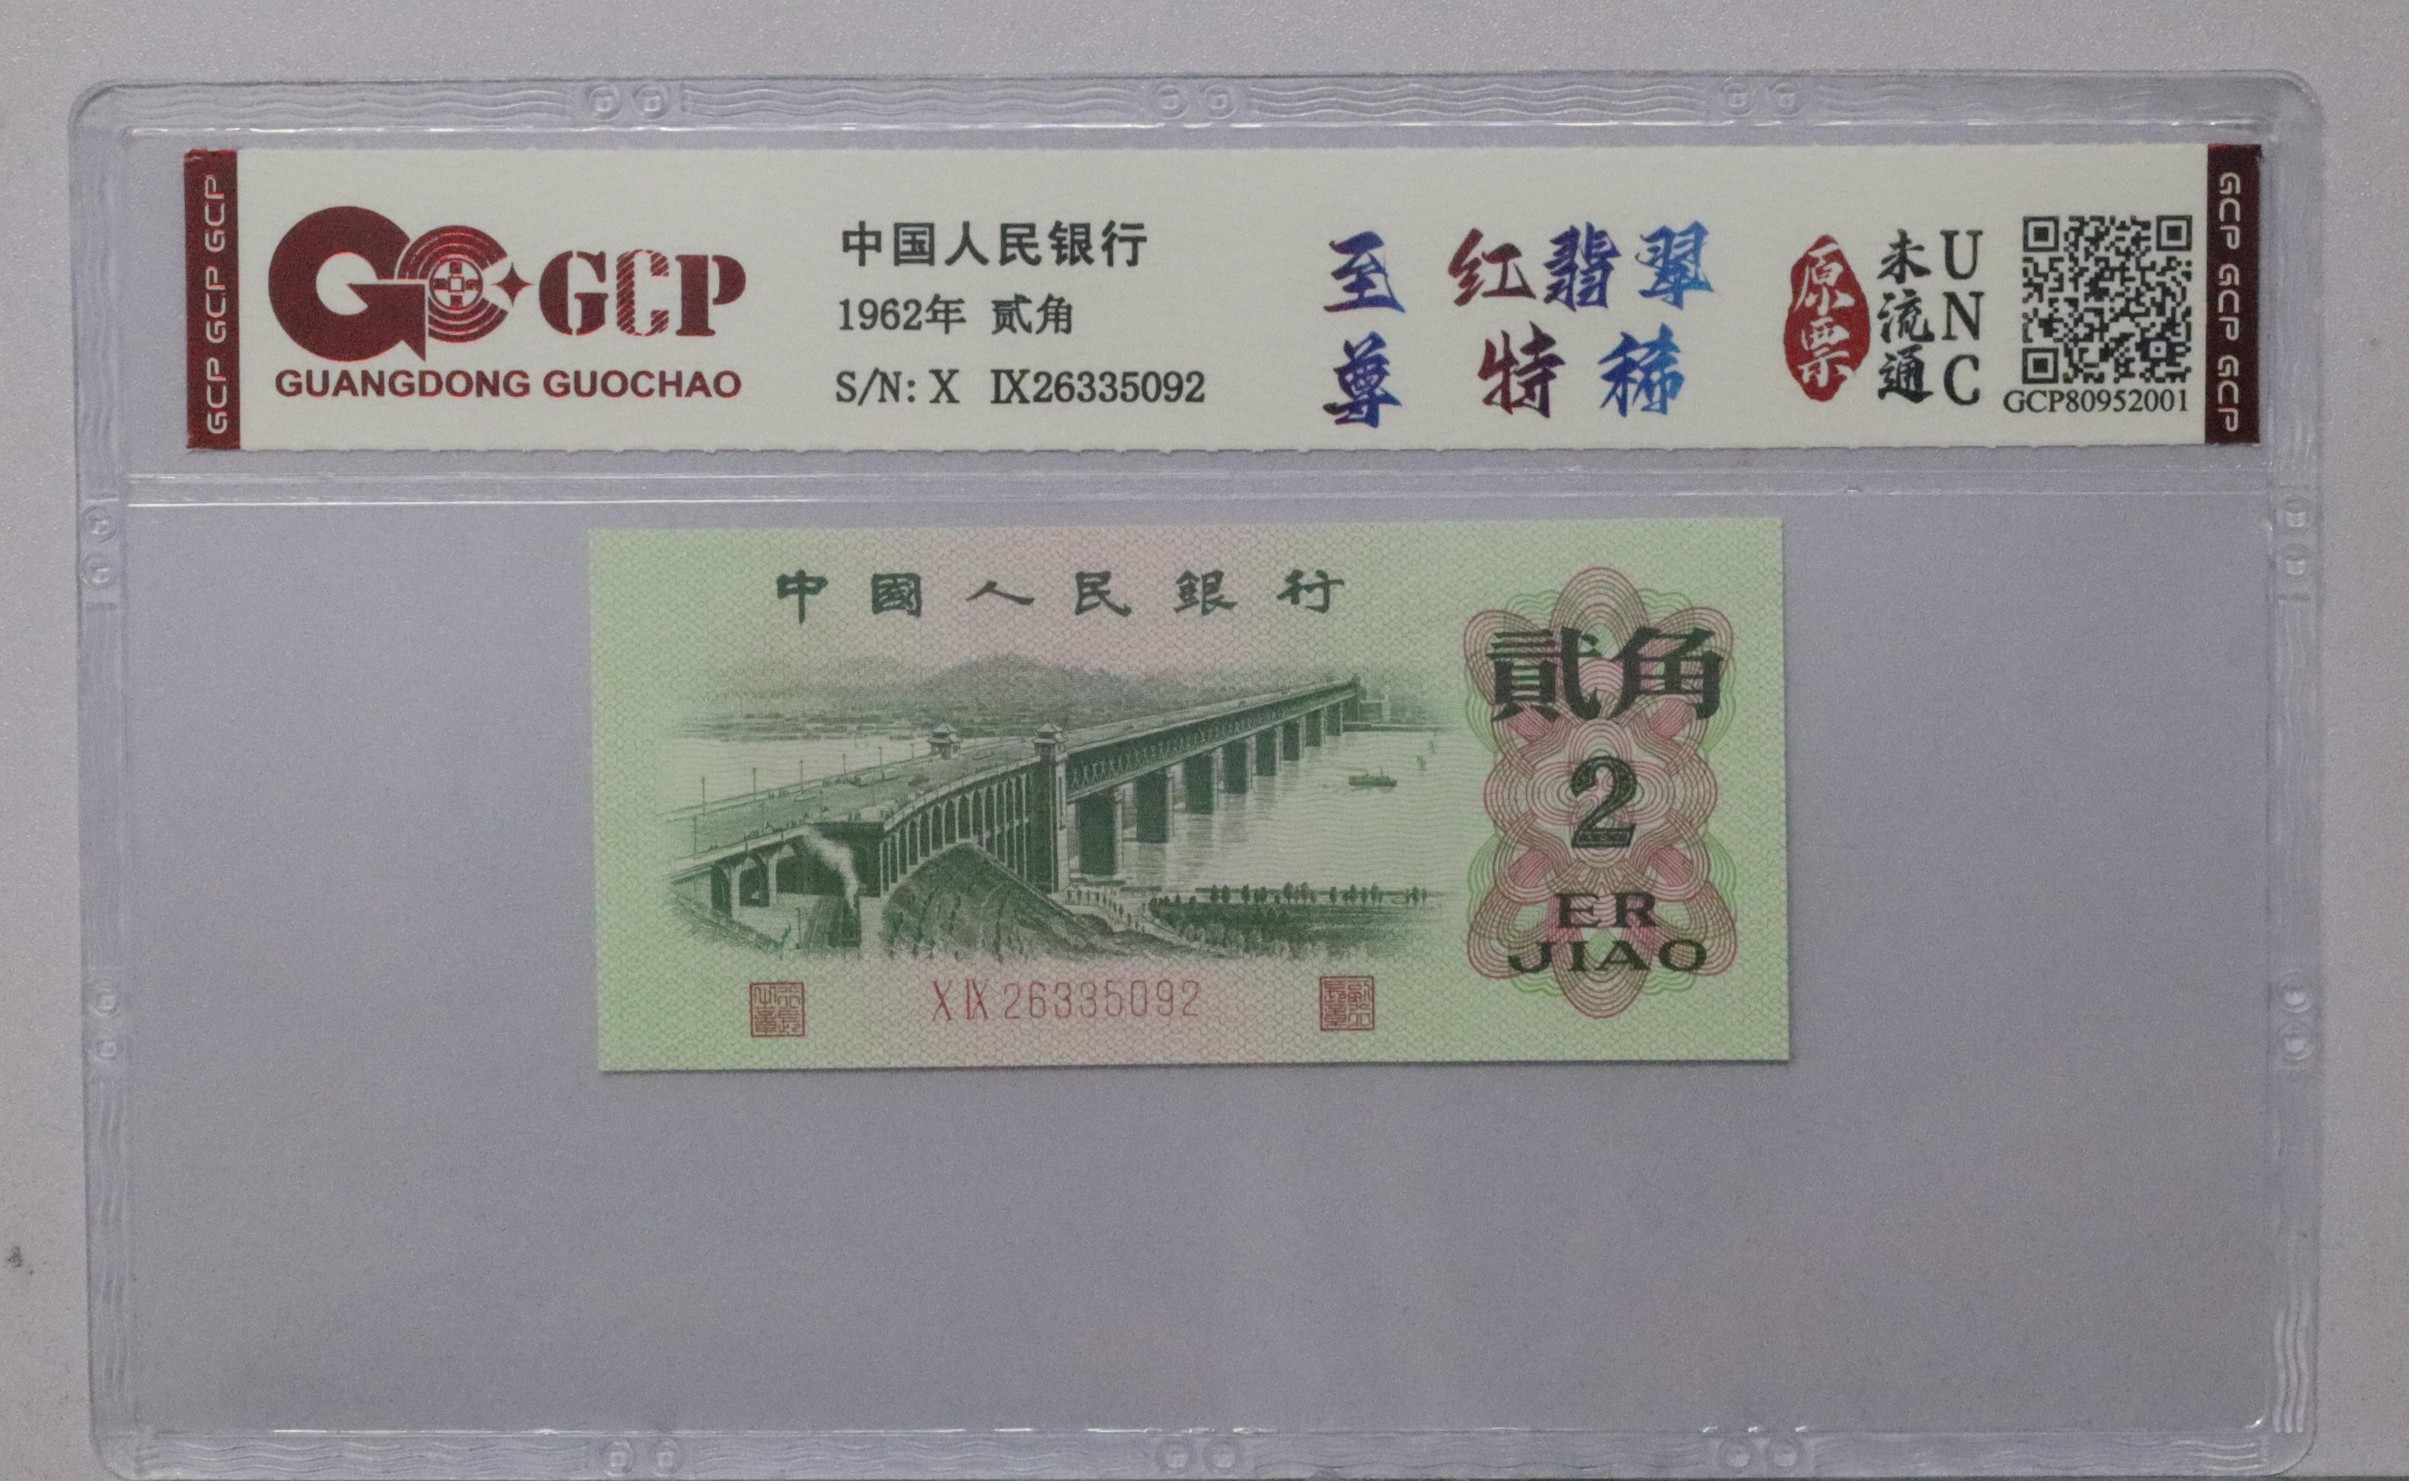 GCP GCP GCP
GCP
GUANGDONG GUOCHAO
中国人民银行
1962年 贰角
S/N: X Ⅸ26335092
至尊
红翡翠
特稀
原票
未流通
UNC
GCP80952001
GCP GCP GCP
中國人民銀行
貳角
2
ER
JIAO
X Ⅸ 26335092